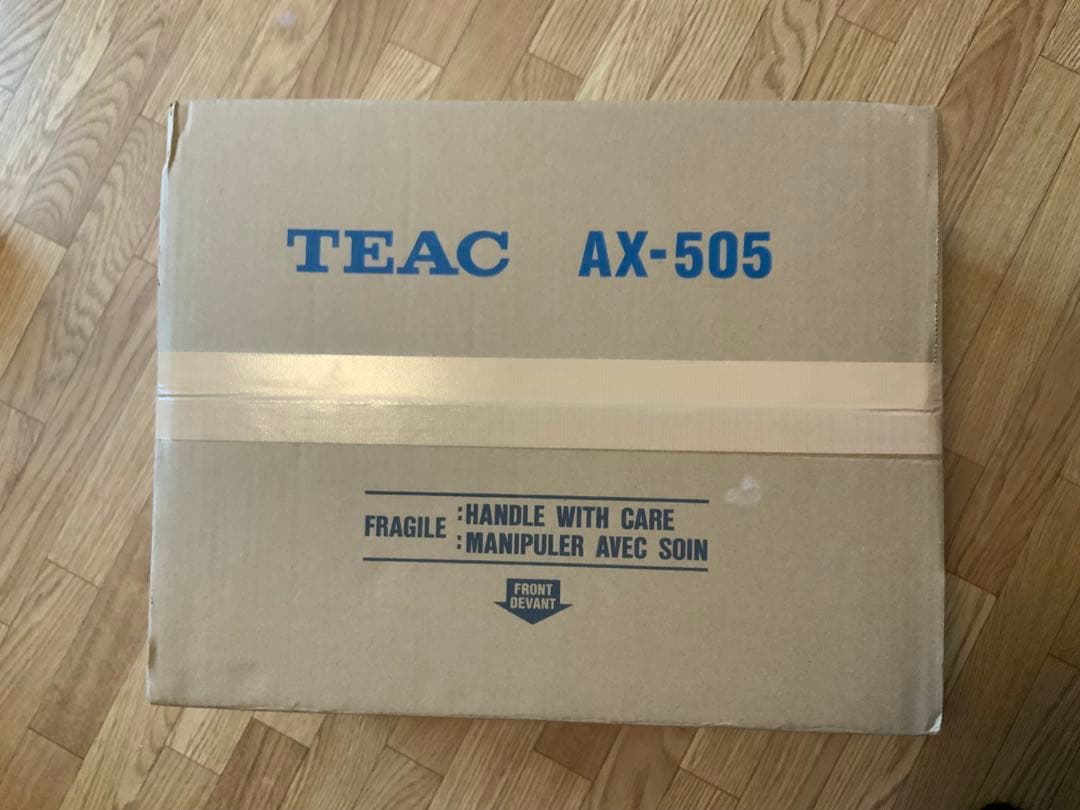 TEAC AX-505
FRAGILE :HANDLE WITH CARE
:MANIPULER AVEC SOIN
FRONT
DEVANT